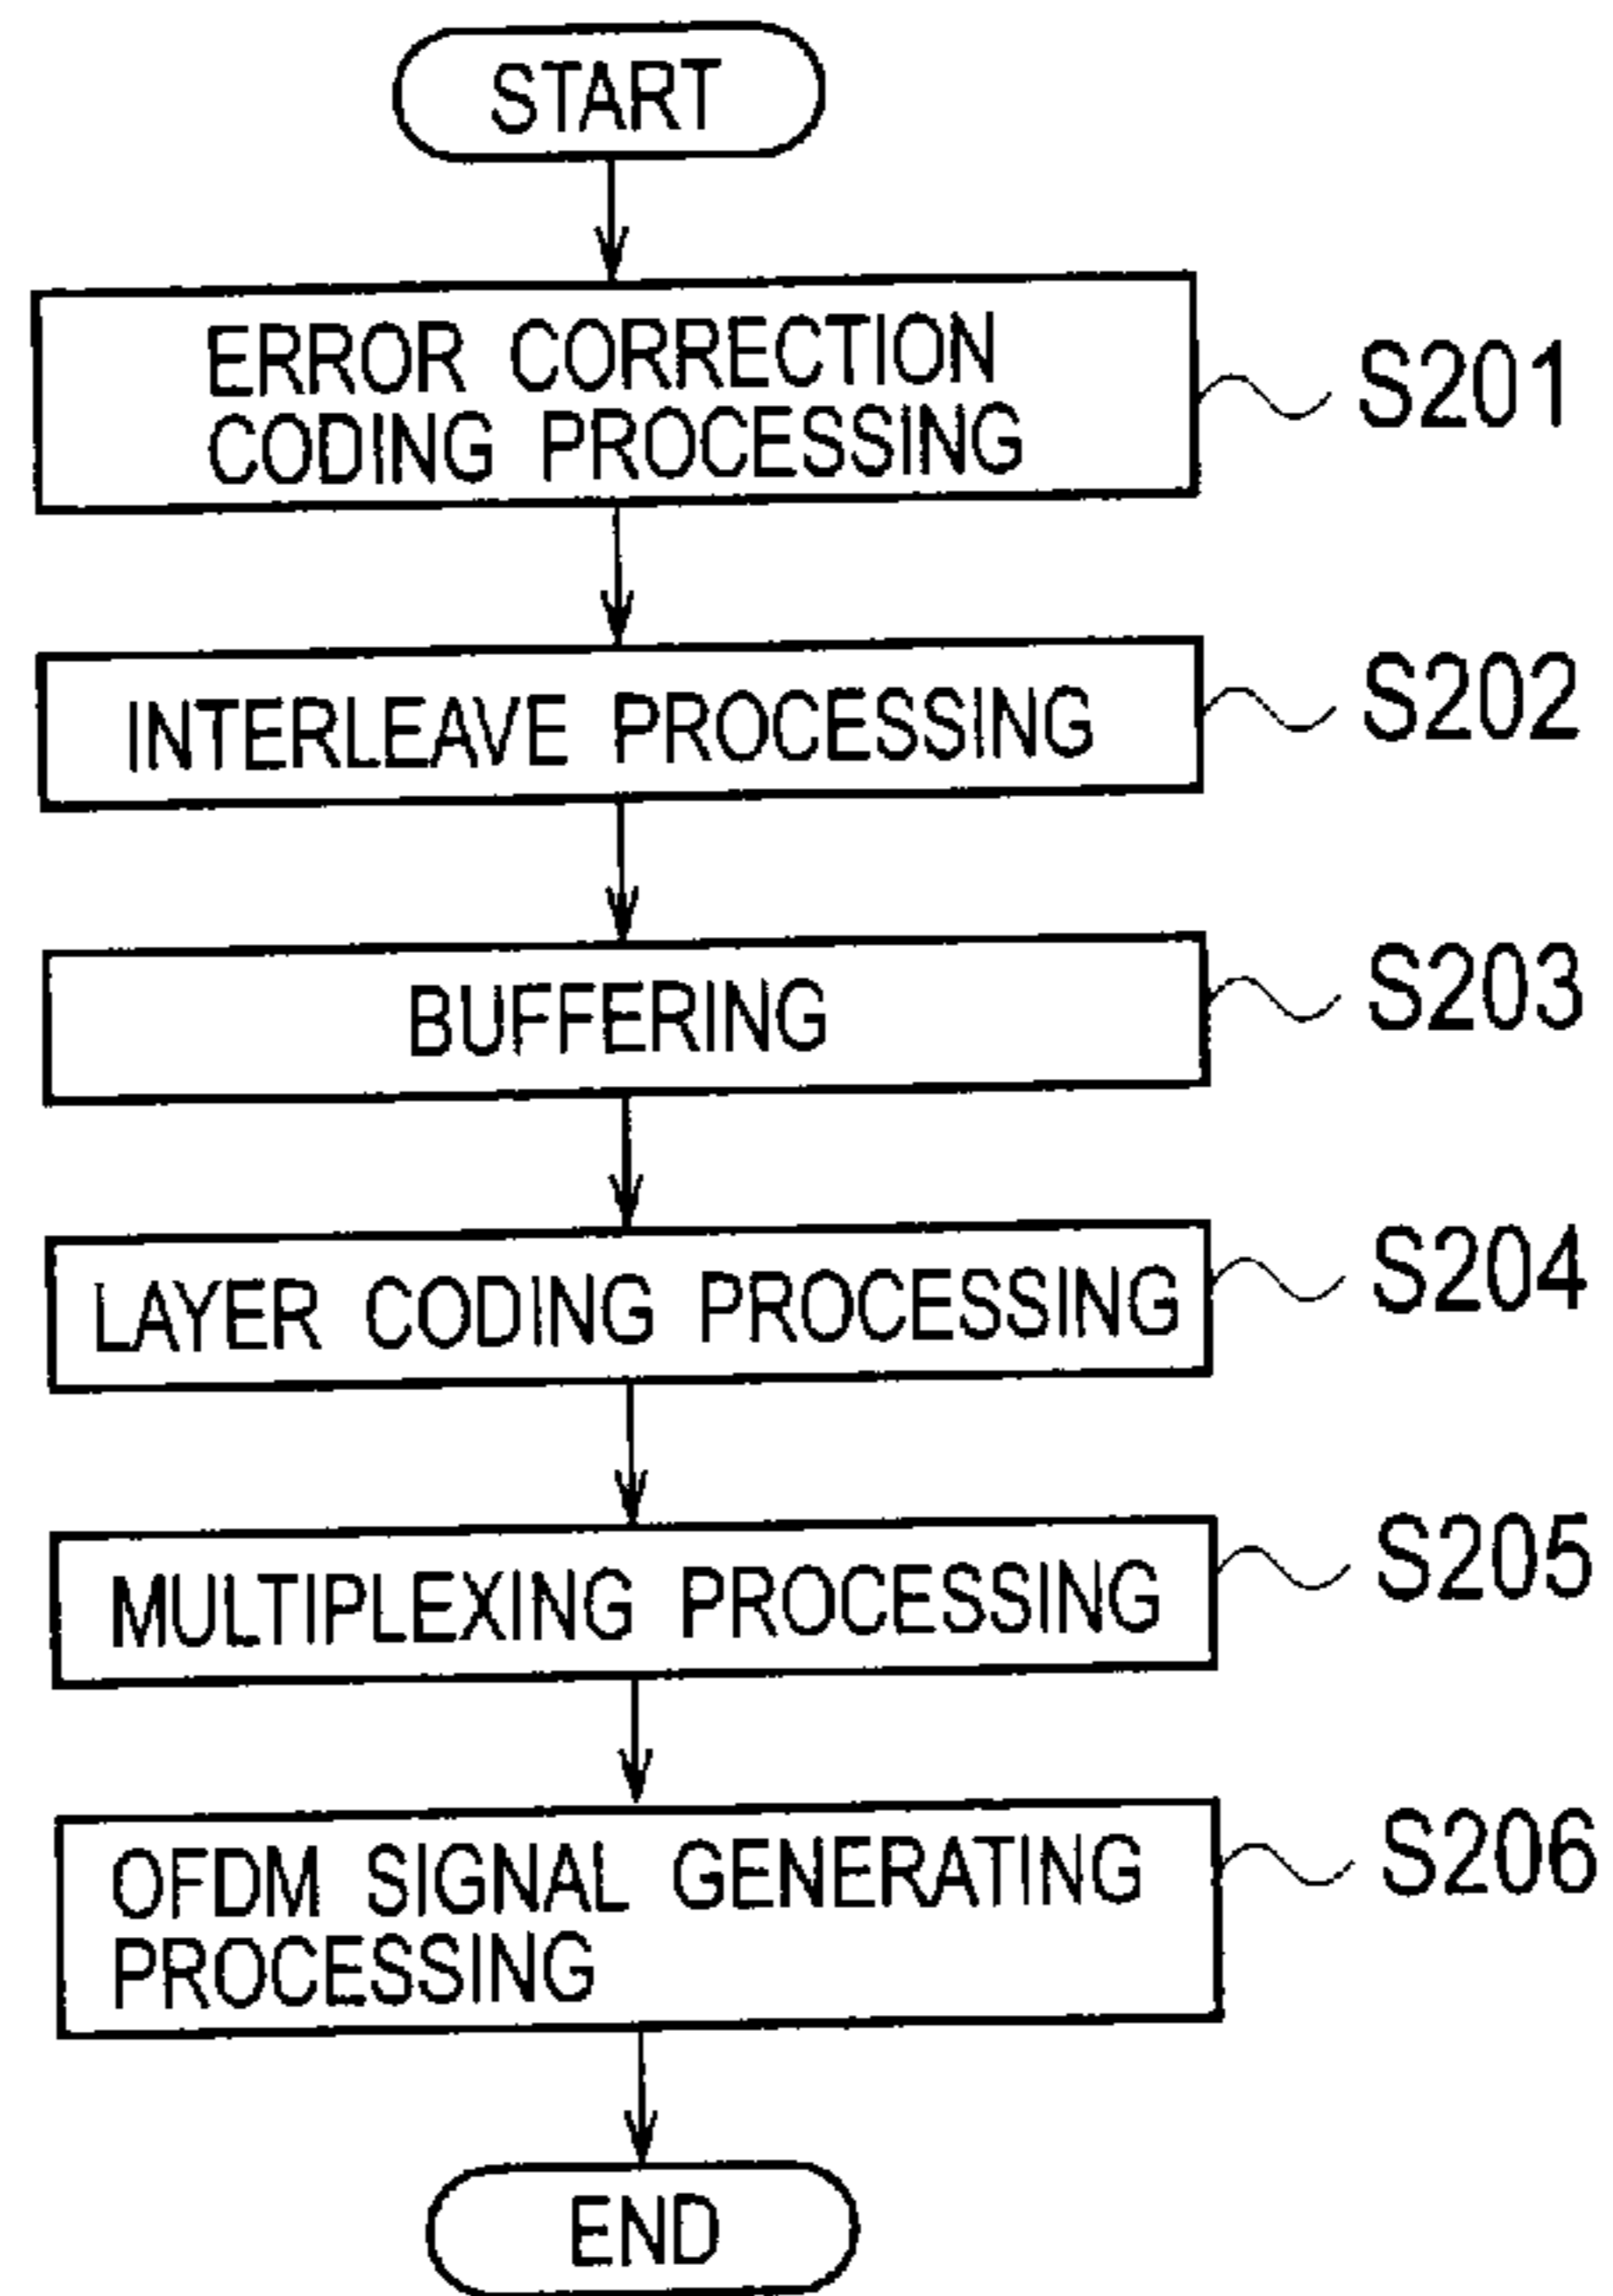 START
ERROR CORRECTION
CODING PROCESSING
S201
INTERLEAVE PROCESSING
S202
BUFFERING
S203
LAYER CODING PROCESSING
S204
MULTIPLEXING PROCESSING
S205
OFDM SIGNAL GENERATING
PROCESSING
S206
END